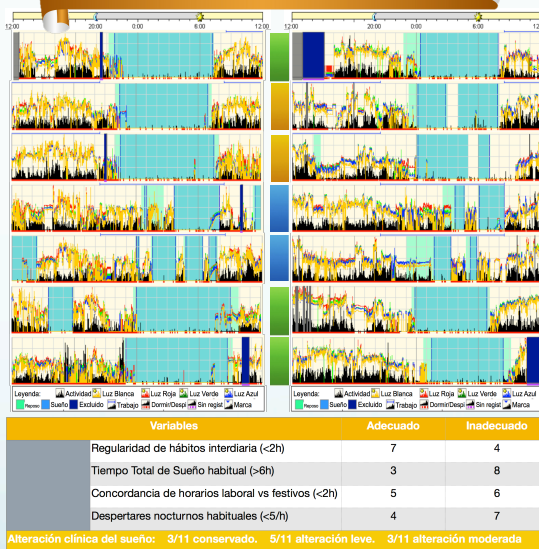 12:00 20:00 0:00 6:00 12:00
20:00 0:00 6:00 12:
Leyenda: Actividad Luz Blanca Luz Roja Luz Verde Luz Azul
Reposo Sueño Excluido Trabajo Dormir/Despi Sin regist Marca
Leyenda: Actividad Luz Blanca Luz Roja Luz Verde Luz Azul
Reposo Sueño Excluido Trabajo Dormir/Despi Sin regist Marca
Variables Adecuado Inadecuado
Regularidad de hábitos interdiaria (<2h) 7 4
Tiempo Total de Sueño habitual (>6h) 3 8
Concordancia de horarios laboral vs festivos (<2h) 5 6
Despertares nocturnos habituales (<5/h) 4 7
Alteración clínica del sueño: 3/11 conservado. 5/11 alteración leve. 3/11 alteración moderada